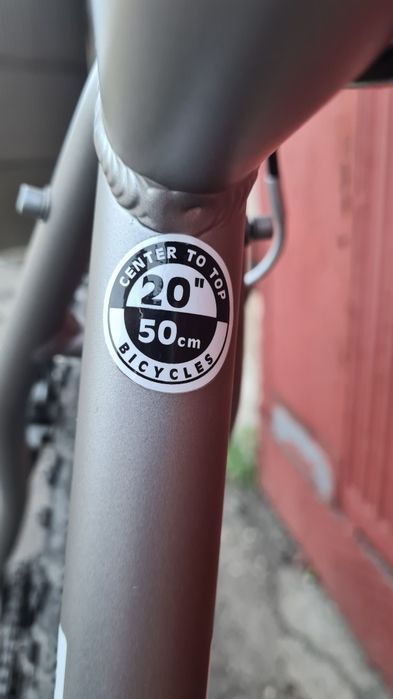 CENTER TO TOP
20"
50cm
BICYCLES